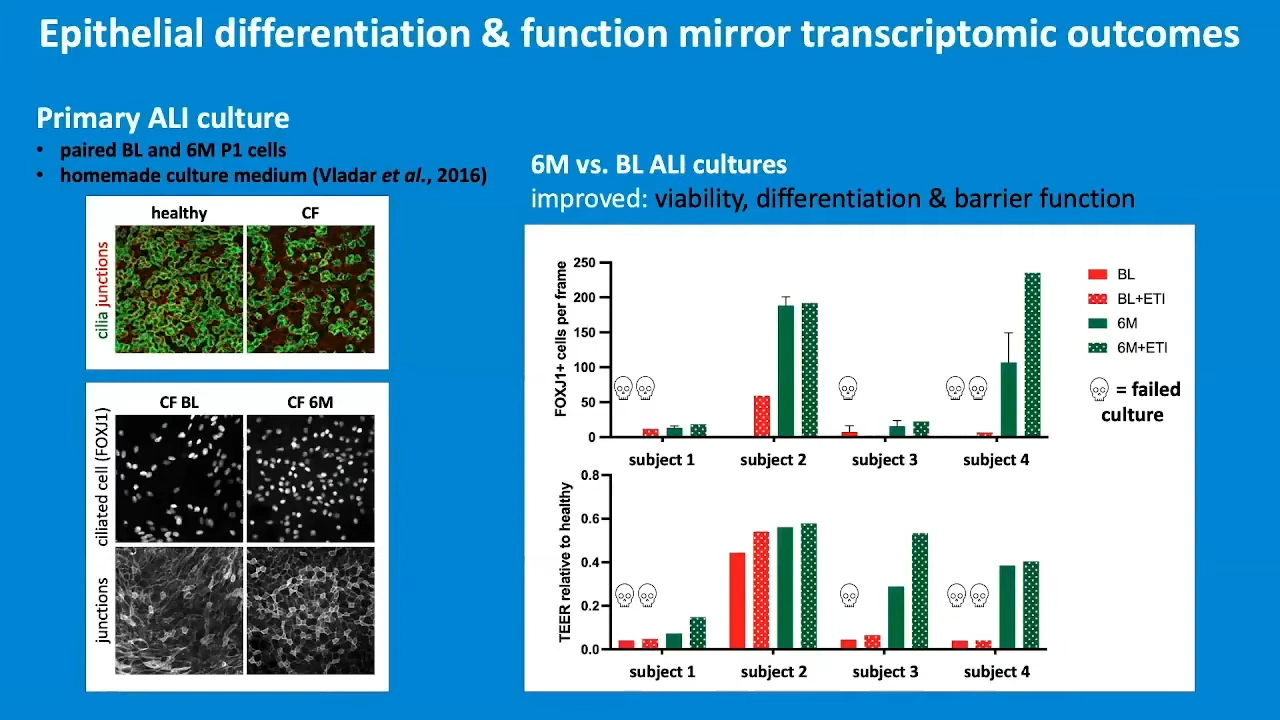 Epithelial differentiation & function mirror transcriptomic outcomes
Primary ALI culture
• paired BL and 6M P1 cells
• homemade culture medium (Vladar et al., 2016)
healthy CF
cilia junctions
CF BL CF 6M
ciliated cell (FOXJ1)
junctions
6M vs. BL ALI cultures
improved: viability, differentiation & barrier function
FOXJ1+ cells per frame
250
200
150
100
50
0
subject 1 subject 2 subject 3 subject 4
BL
BL+ETI
6M
6M+ETI
= failed
culture
TEER relative to healthy
0.8
0.6
0.4
0.2
0.0
subject 1 subject 2 subject 3 subject 4